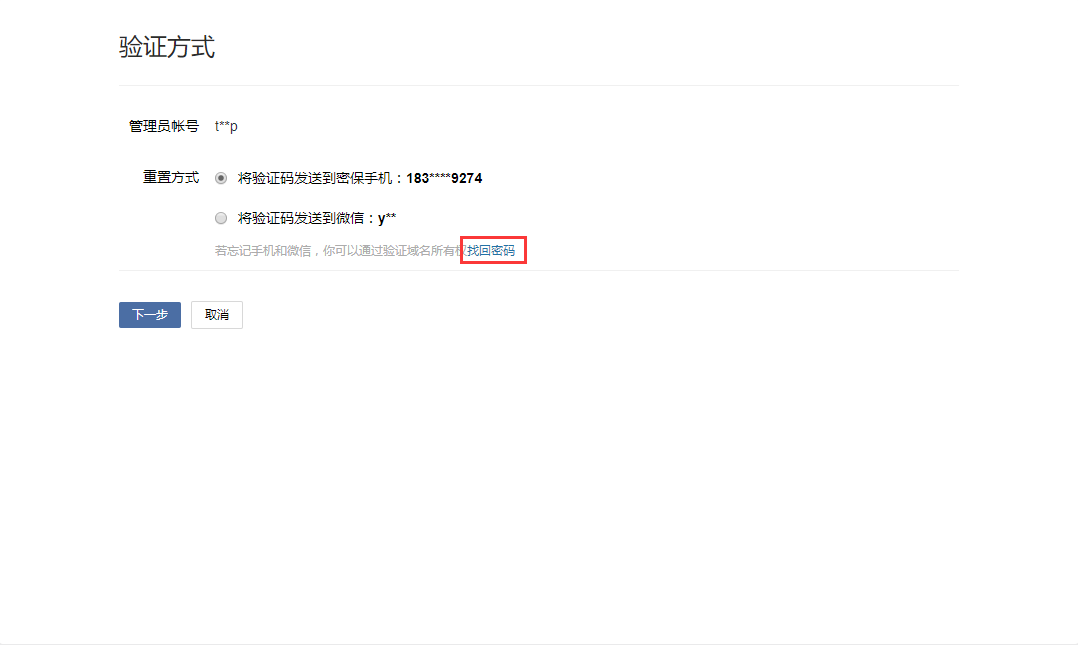 验证方式
管理员帐号 t**p
重置方式 将验证码发送到密保手机：183****9274
将验证码发送到微信：y**
若忘记手机和微信，你可以通过验证域名所有权找回密码
下一步 取消